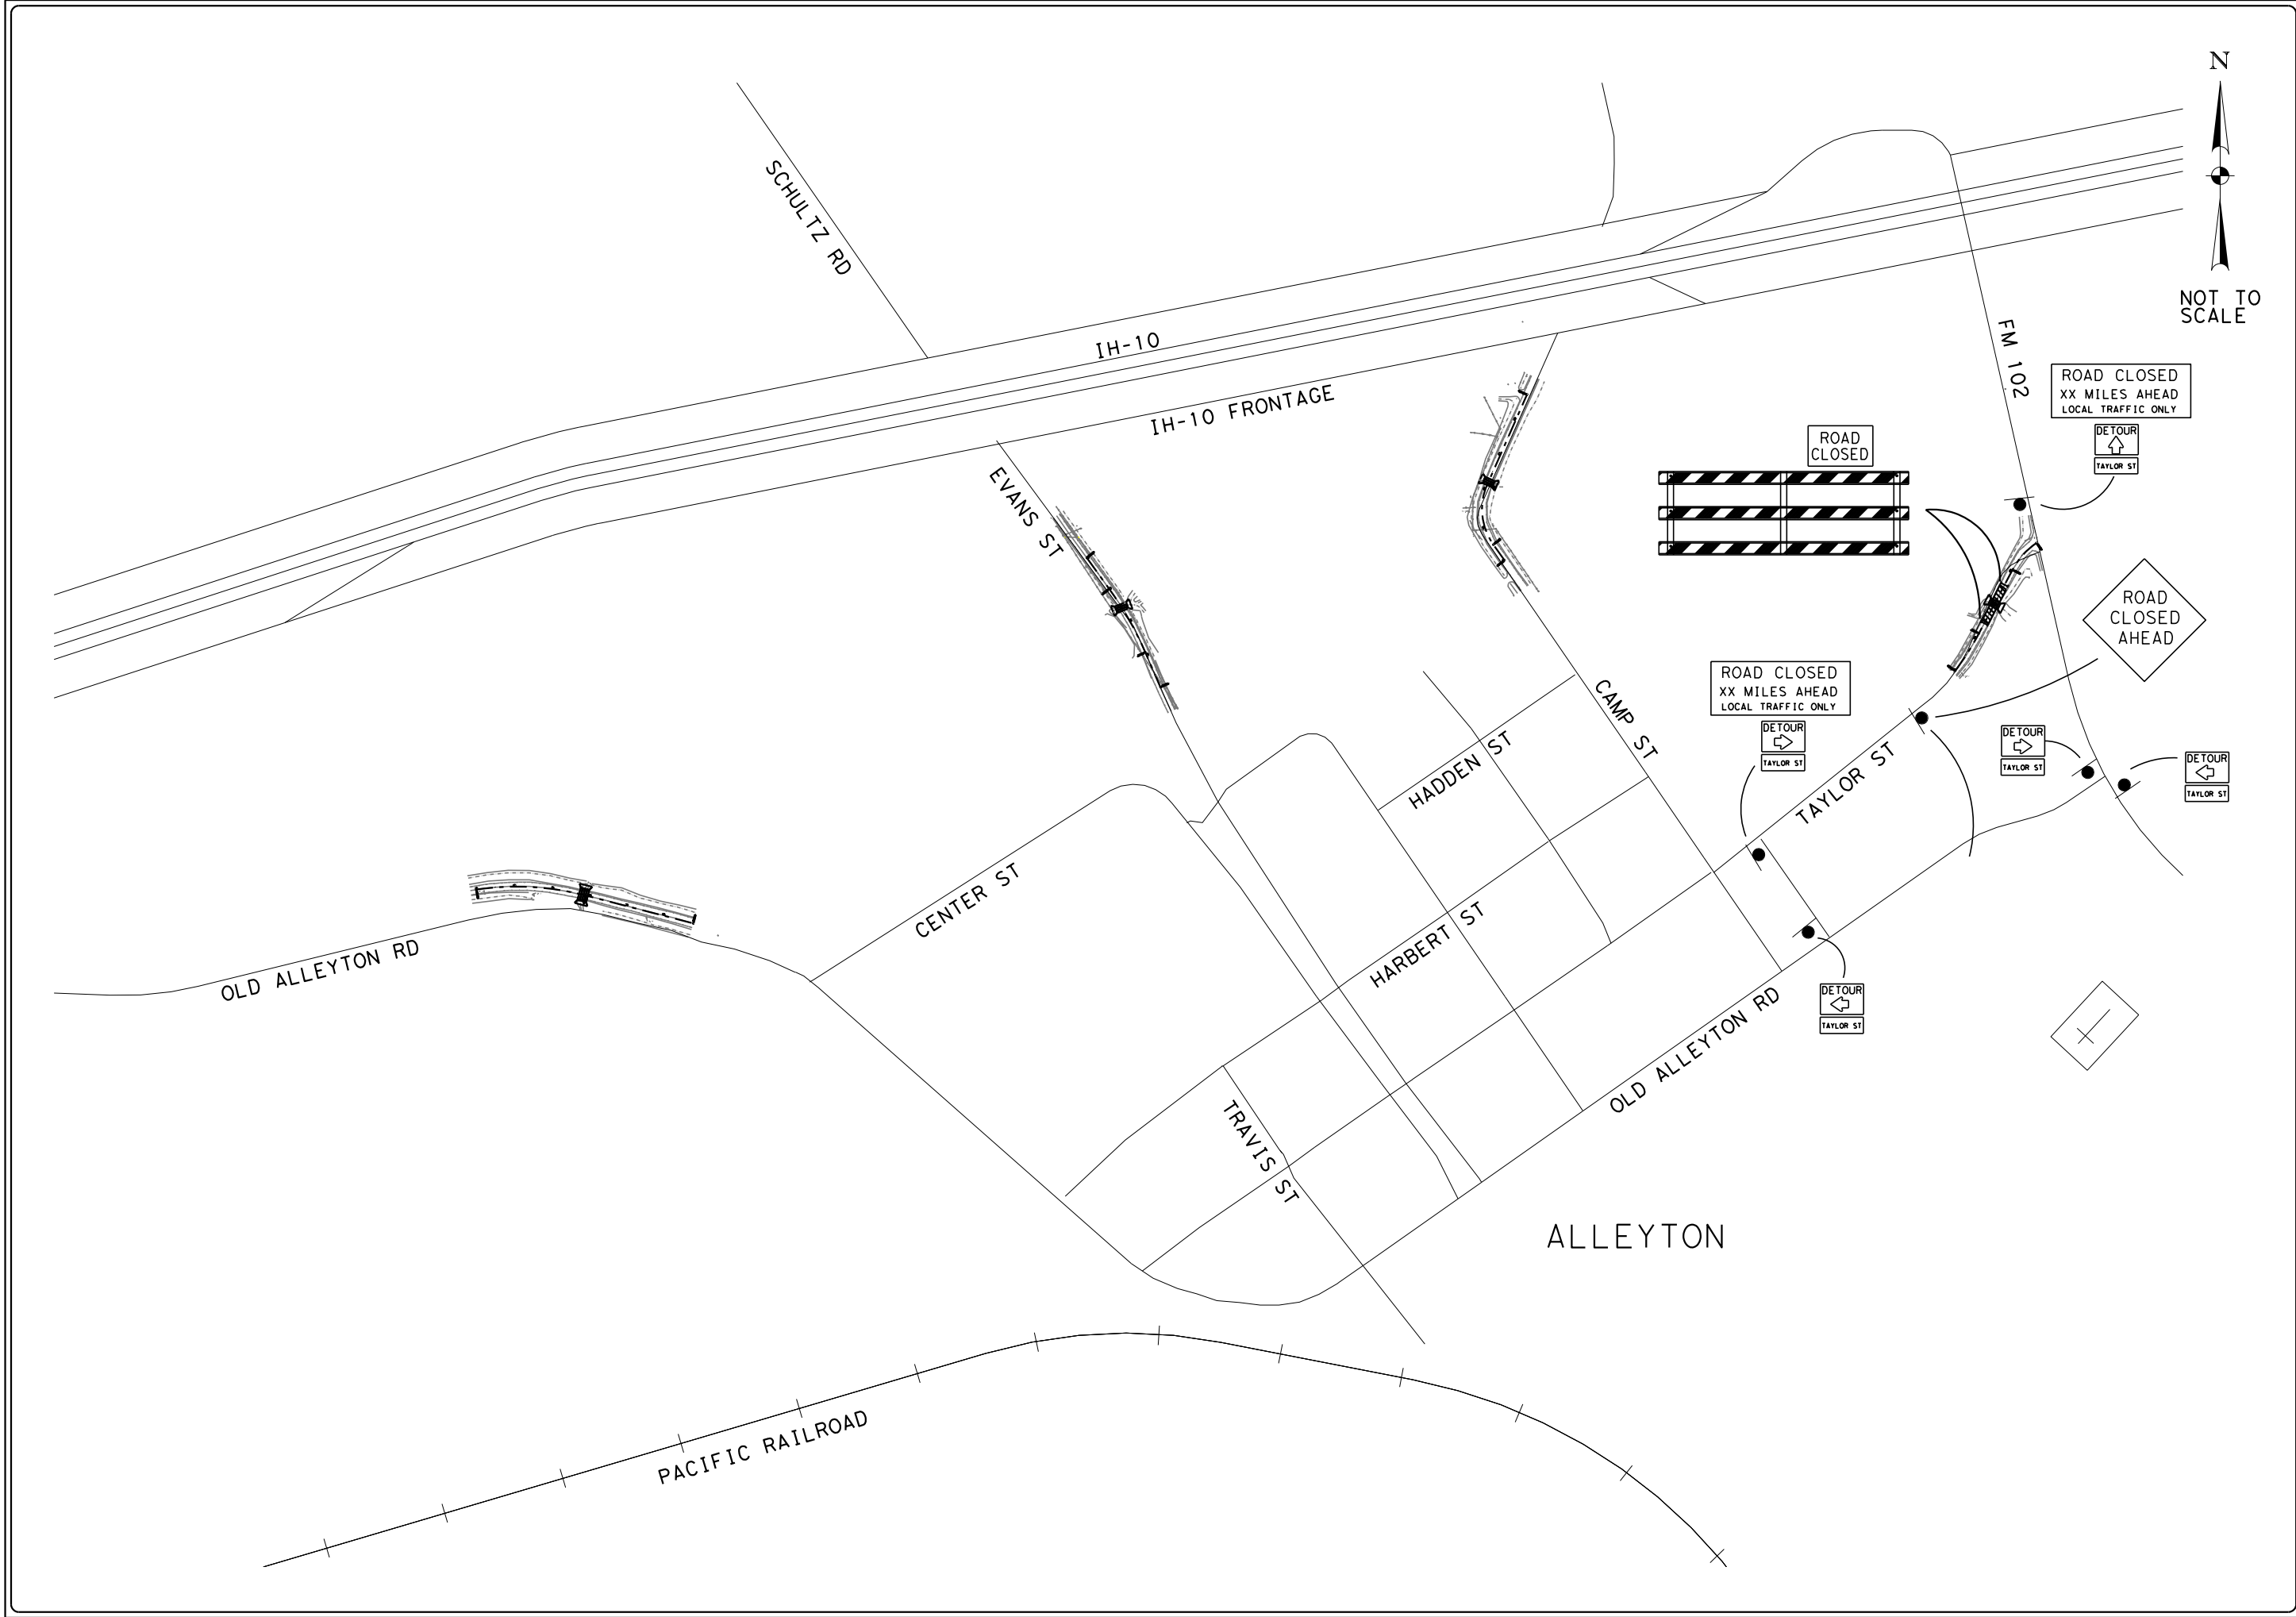 N
NOT TO
SCALE
SCHULTZ RD
IH-10
IH-10 FRONTAGE
FM 102
ROAD CLOSED
XX MILES AHEAD
LOCAL TRAFFIC ONLY
DETOUR
TAYLOR ST
ROAD
CLOSED
EVANS ST
ROAD
CLOSED
AHEAD
ROAD CLOSED
XX MILES AHEAD
LOCAL TRAFFIC ONLY
DETOUR
TAYLOR ST
CAMP ST
HADDEN ST
TAYLOR ST
DETOUR
TAYLOR ST
DETOUR
TAYLOR ST
CENTER ST
HARBERT ST
OLD ALLEYTON RD
DETOUR
TAYLOR ST
OLD ALLEYTON RD
TRAVIS ST
ALLEYTON
PACIFIC RAILROAD